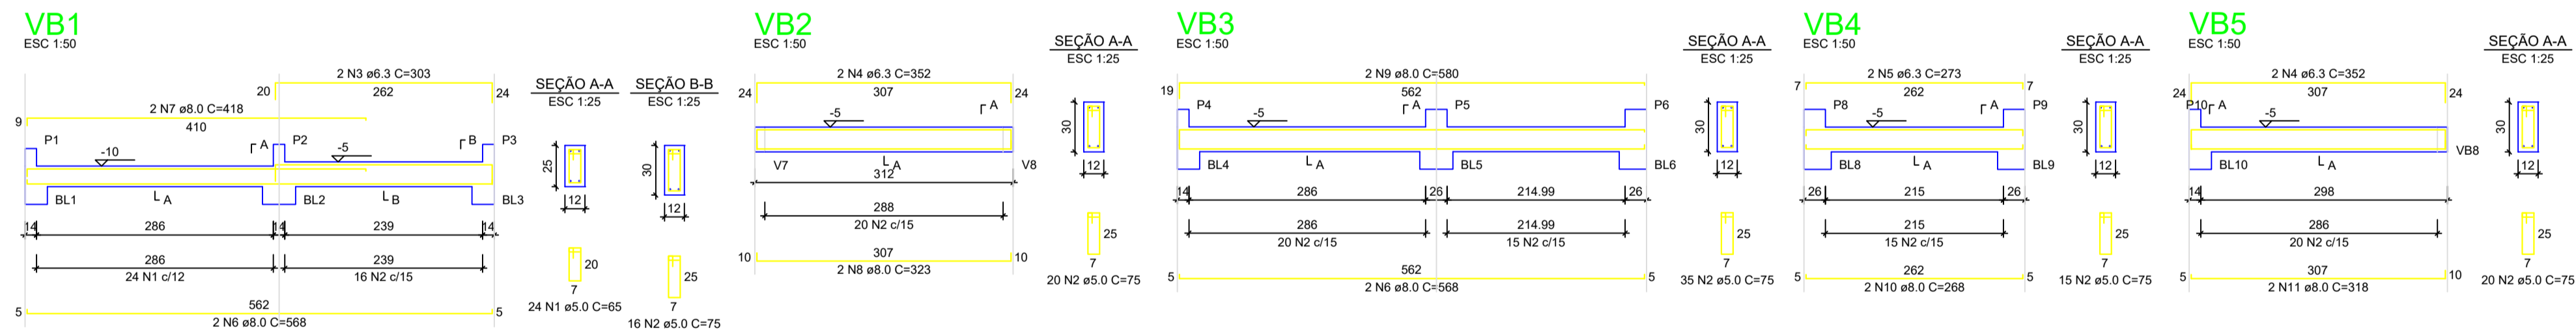 VB1
ESC 1:50
2 N3 ø6.3 C=303
20 262 24
2 N7 ø8.0 C=418
9 410
P1 A P2 B P3
-10 -5
BL1 A BL2 B BL3
14 286 14 239 14
286 239
24 N1 c/12 16 N2 c/15
5 562 5
2 N6 ø8.0 C=568
SEÇÃO A-A
ESC 1:25
25
12
20
7
24 N1 ø5.0 C=65
SEÇÃO B-B
ESC 1:25
30
12
25
7
16 N2 ø5.0 C=75
VB2
ESC 1:50
2 N4 ø6.3 C=352
24 307 24
A
-5
V7 A V8
312
288
20 N2 c/15
10 307 10
2 N8 ø8.0 C=323
SEÇÃO A-A
ESC 1:25
30
12
25
7
20 N2 ø5.0 C=75
VB3
ESC 1:50
2 N9 ø8.0 C=580
19 562
P4 A P5 P6
-5
BL4 A BL5 BL6
14 286 26 214.99 26
286 214.99
20 N2 c/15 15 N2 c/15
5 562 5
2 N6 ø8.0 C=568
SEÇÃO A-A
ESC 1:25
30
12
25
7
35 N2 ø5.0 C=75
VB4
ESC 1:50
2 N5 ø6.3 C=273
7 262 7
P8 A P9
-5
BL8 A BL9
26 215 26
215
15 N2 c/15
5 262 5
2 N10 ø8.0 C=268
SEÇÃO A-A
ESC 1:25
30
12
25
7
15 N2 ø5.0 C=75
VB5
ESC 1:50
2 N4 ø6.3 C=352
24 307 24
P10 A
-5
VB8
BL10 A
14 298
286
20 N2 c/15
5 307 10
2 N11 ø8.0 C=318
SEÇÃO A-A
ESC 1:25
30
12
25
7
20 N2 ø5.0 C=75